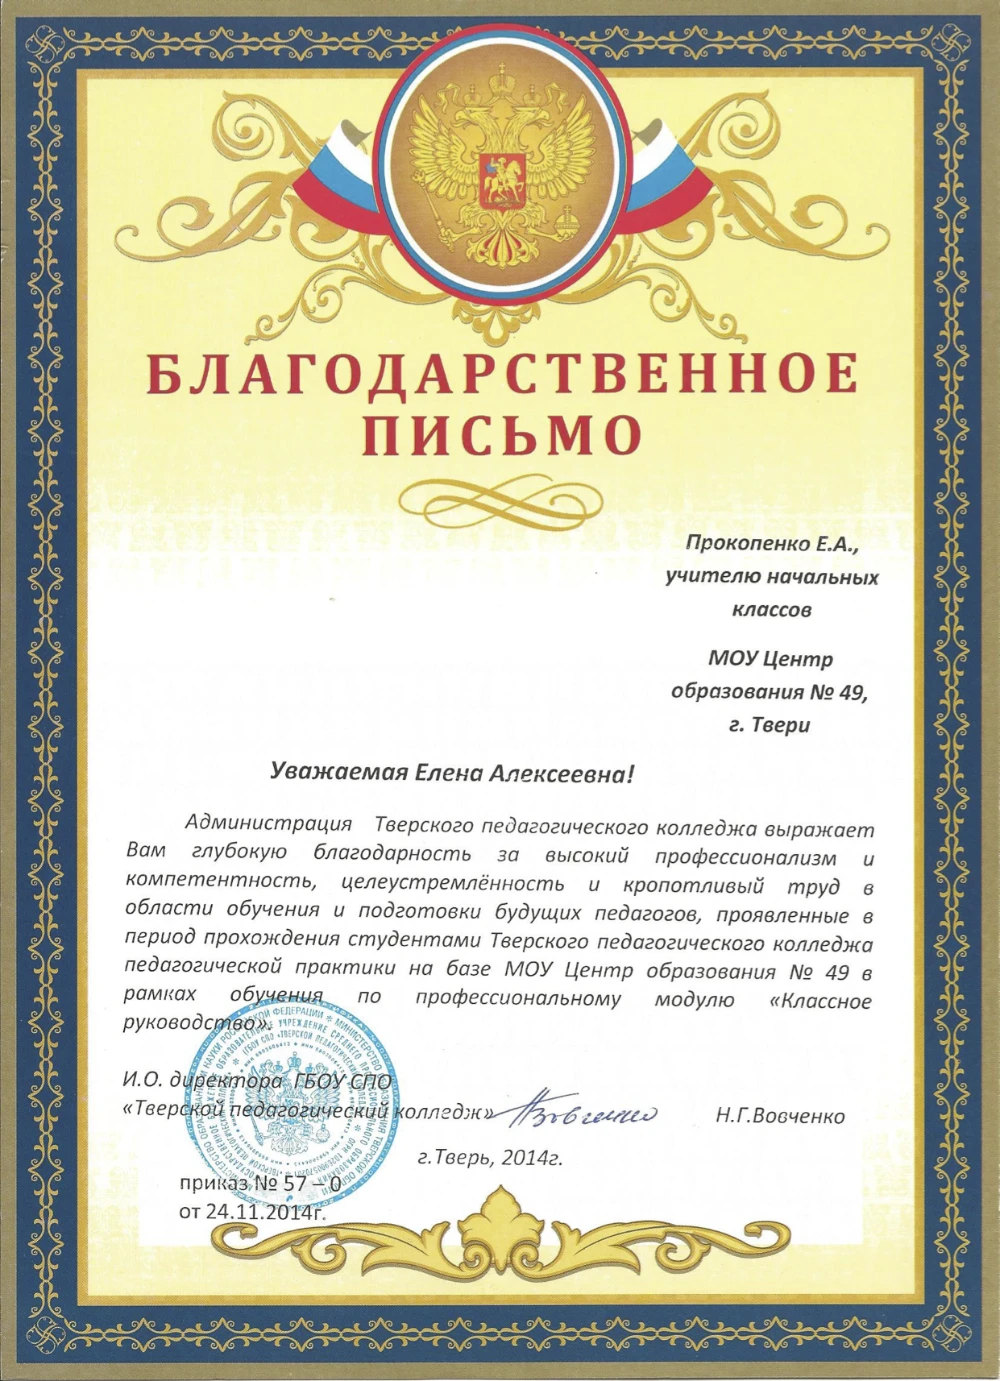 БЛАГОДАРСТВЕННОЕ
ПИСЬМО
Прокопенко Е.А.,
учителю начальных
классов
МОУ Центр
образования № 49,
г. Твери
Уважаемая Елена Алексеевна!
Администрация Тверского педагогического колледжа выражает
Вам глубокую благодарность за высокий профессионализм и
компетентность, целеустремлённость и кропотливый труд в
области обучения и подготовки будущих педагогов, проявленные в
период прохождения студентами Тверского педагогического колледжа
педагогической практики на базе МОУ Центр образования № 49 в
рамках обучения по профессиональному модулю «Классное
руководство».
И.О. директора ГБОУ СПО
«Тверской педагогический колледж»
Н.Г.Вовченко
г.Тверь, 2014г.
приказ № 57 – 0
от 24.11.2014г.